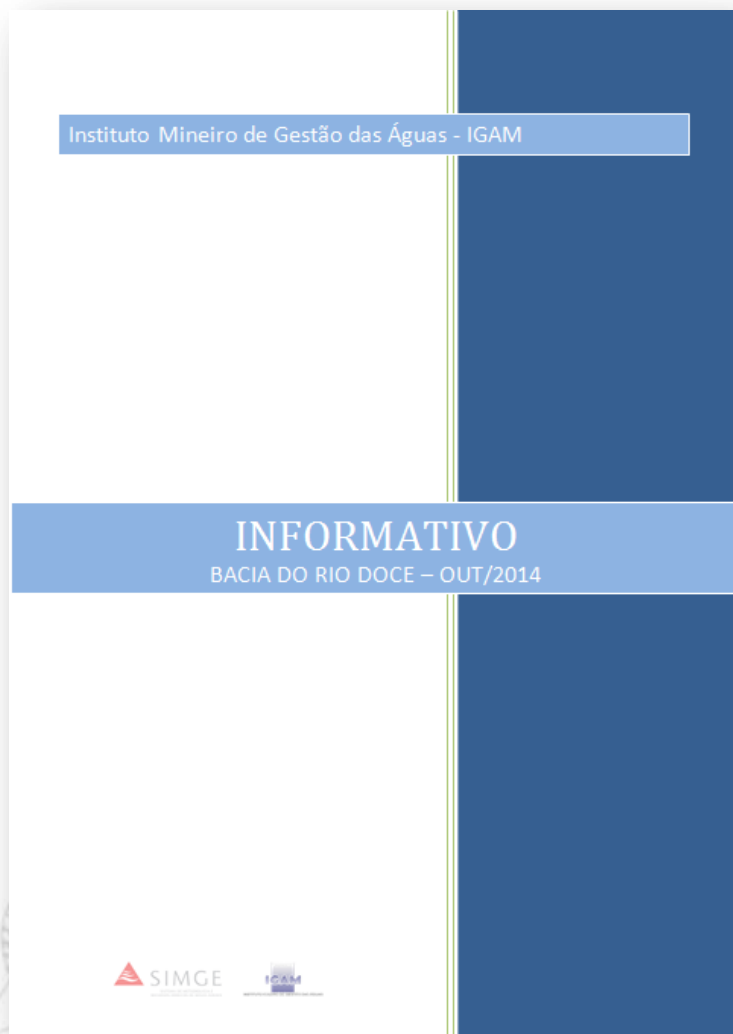 Instituto Mineiro de Gestão das Águas - IGAM
INFORMATIVO
BACIA DO RIO DOCE – OUT/2014
SIMGE
IGAM